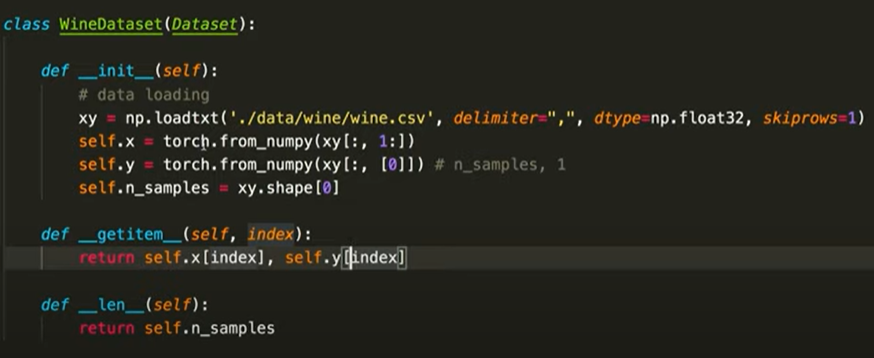 class WineDataset(Dataset):
def __init__(self):
# data loading
xy = np.loadtxt('./data/wine/wine.csv', delimiter=",", dtype=np.float32, skiprows=1)
self.x = torch.from_numpy(xy[:, 1:])
self.y = torch.from_numpy(xy[:, [0]]) # n_samples, 1
self.n_samples = xy.shape[0]
def __getitem__(self, index):
return self.x[index], self.y[index]
def __len__(self):
return self.n_samples